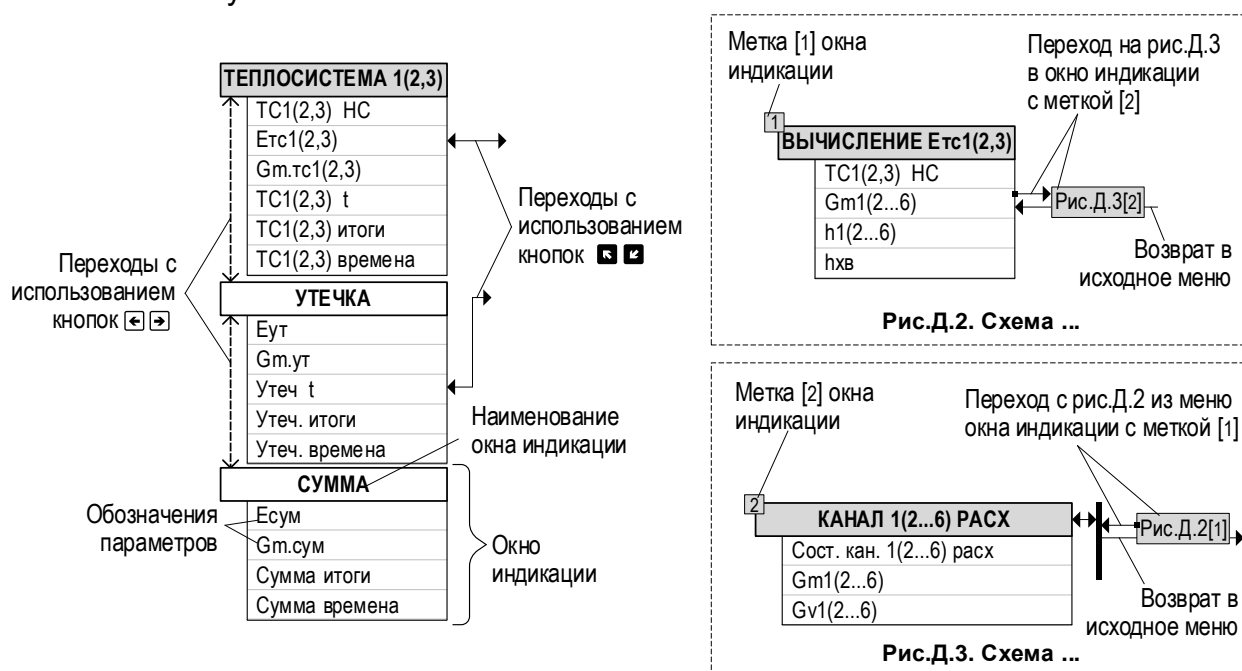 ТЕПЛОСИСТЕМА 1(2,3)
ТС1(2,3) НС
Етс1(2,3)
Gm.тс1(2,3)
ТС1(2,3) t
ТС1(2,3) итоги
ТС1(2,3) времена
УТЕЧКА
Еут
Gm.ут
Утеч t
Утеч. итоги
Утеч. времена
СУММА
Есум
Gm.сум
Сумма итоги
Сумма времена
Переходы с
использованием
кнопок
Переходы с
использованием
кнопок
Наименование
окна индикации
Обозначения
параметров
Окно
индикации
Метка [1] окна
индикации
Переход на рис.Д.3
в окно индикации
с меткой [2]
1
ВЫЧИСЛЕНИЕ Етс1(2,3)
ТС1(2,3) НС
Gm1(2...6)
h1(2...6)
hхв
Рис.Д.3[2]
Возврат в
исходное меню
Рис.Д.2. Схема ...
Метка [2] окна
индикации
Переход с рис.Д.2 из меню
окна индикации с меткой [1]
2
КАНАЛ 1(2...6) РАСХ
Сост. кан. 1(2...6) расх
Gm1(2...6)
Gv1(2...6)
Рис.Д.2[1]
Возврат в
исходное меню
Рис.Д.3. Схема ...